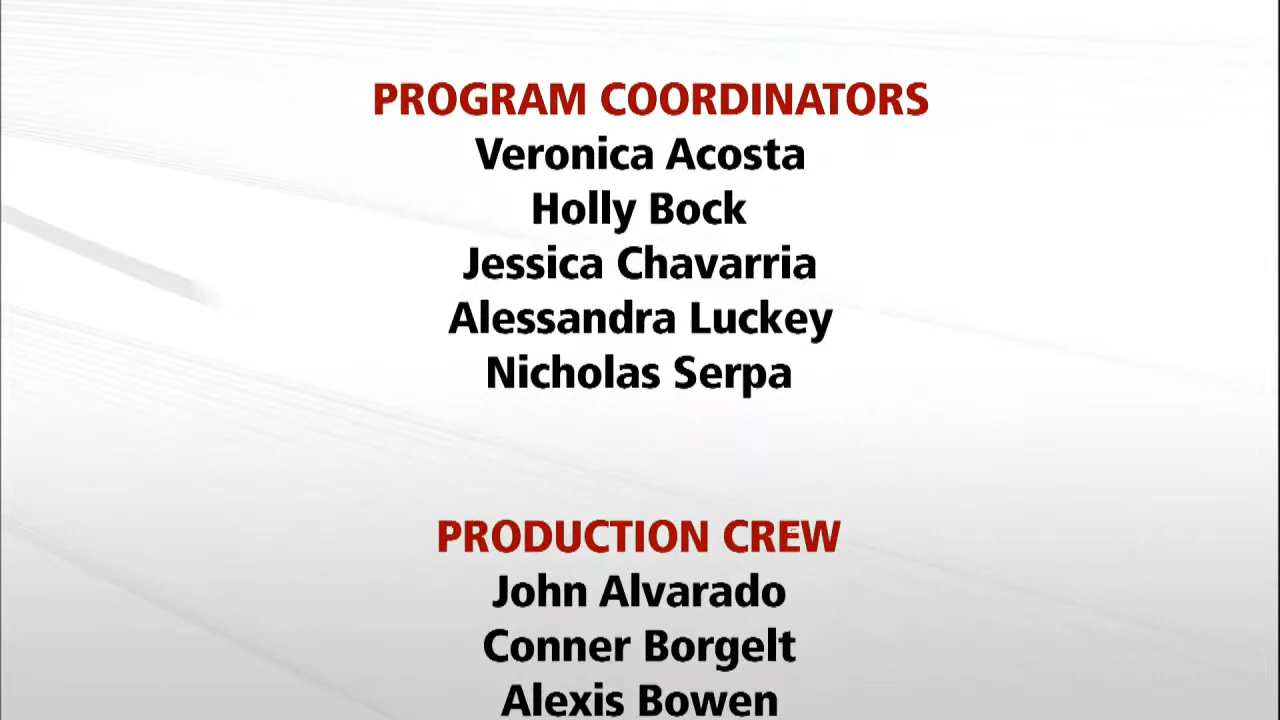 PROGRAM COORDINATORS
Veronica Acosta
Holly Bock
Jessica Chavarria
Alessandra Luckey
Nicholas Serpa
PRODUCTION CREW
John Alvarado
Conner Borgelt
Alexis Bowen